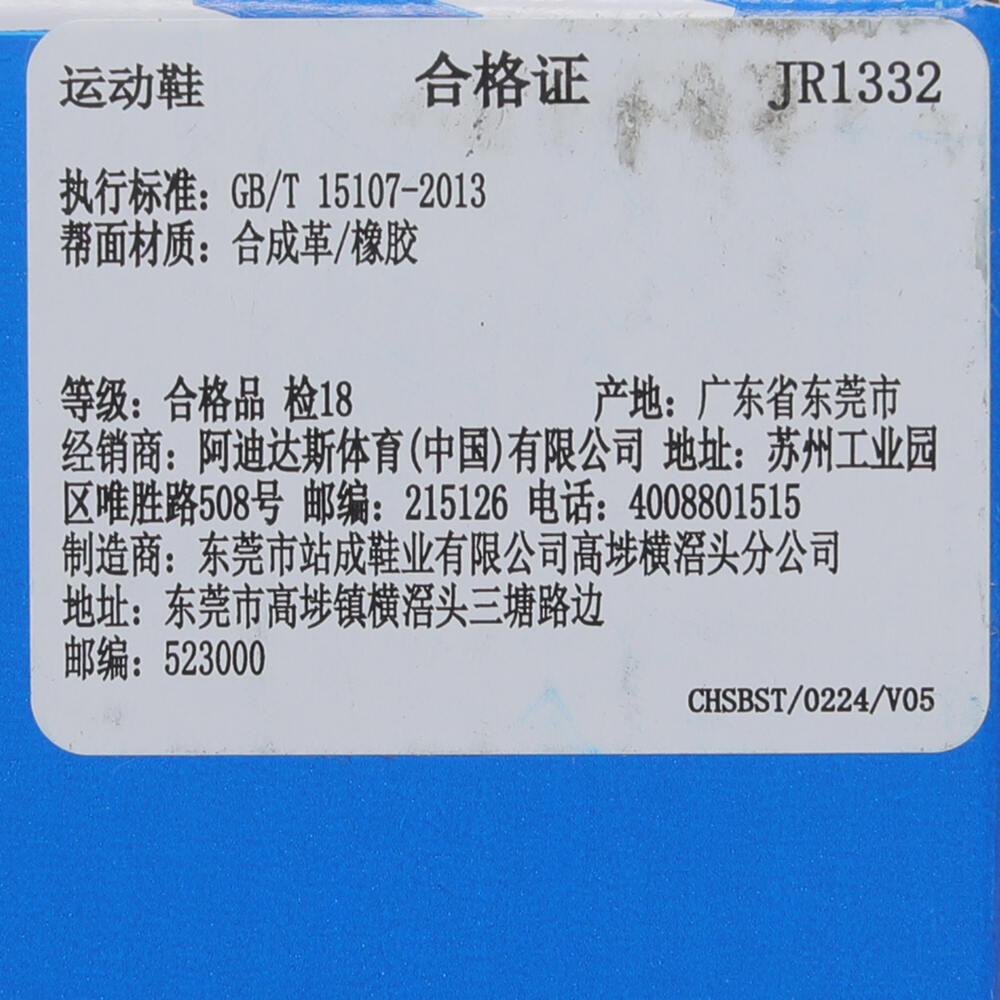 运动鞋 合格证 JR1332
执行标准：GB/T 15107-2013
帮面材质：合成革/橡胶
等级：合格品 检18 产地：广东省东莞市
经销商：阿迪达斯体育(中国)有限公司 地址：苏州工业园
区唯胜路508号 邮编：215126 电话：4008801515
制造商：东莞市站成鞋业有限公司高埗横滘头分公司
地址：东莞市高埗镇横滘头三塘路边
邮编：523000
CHSBST/0224/V05